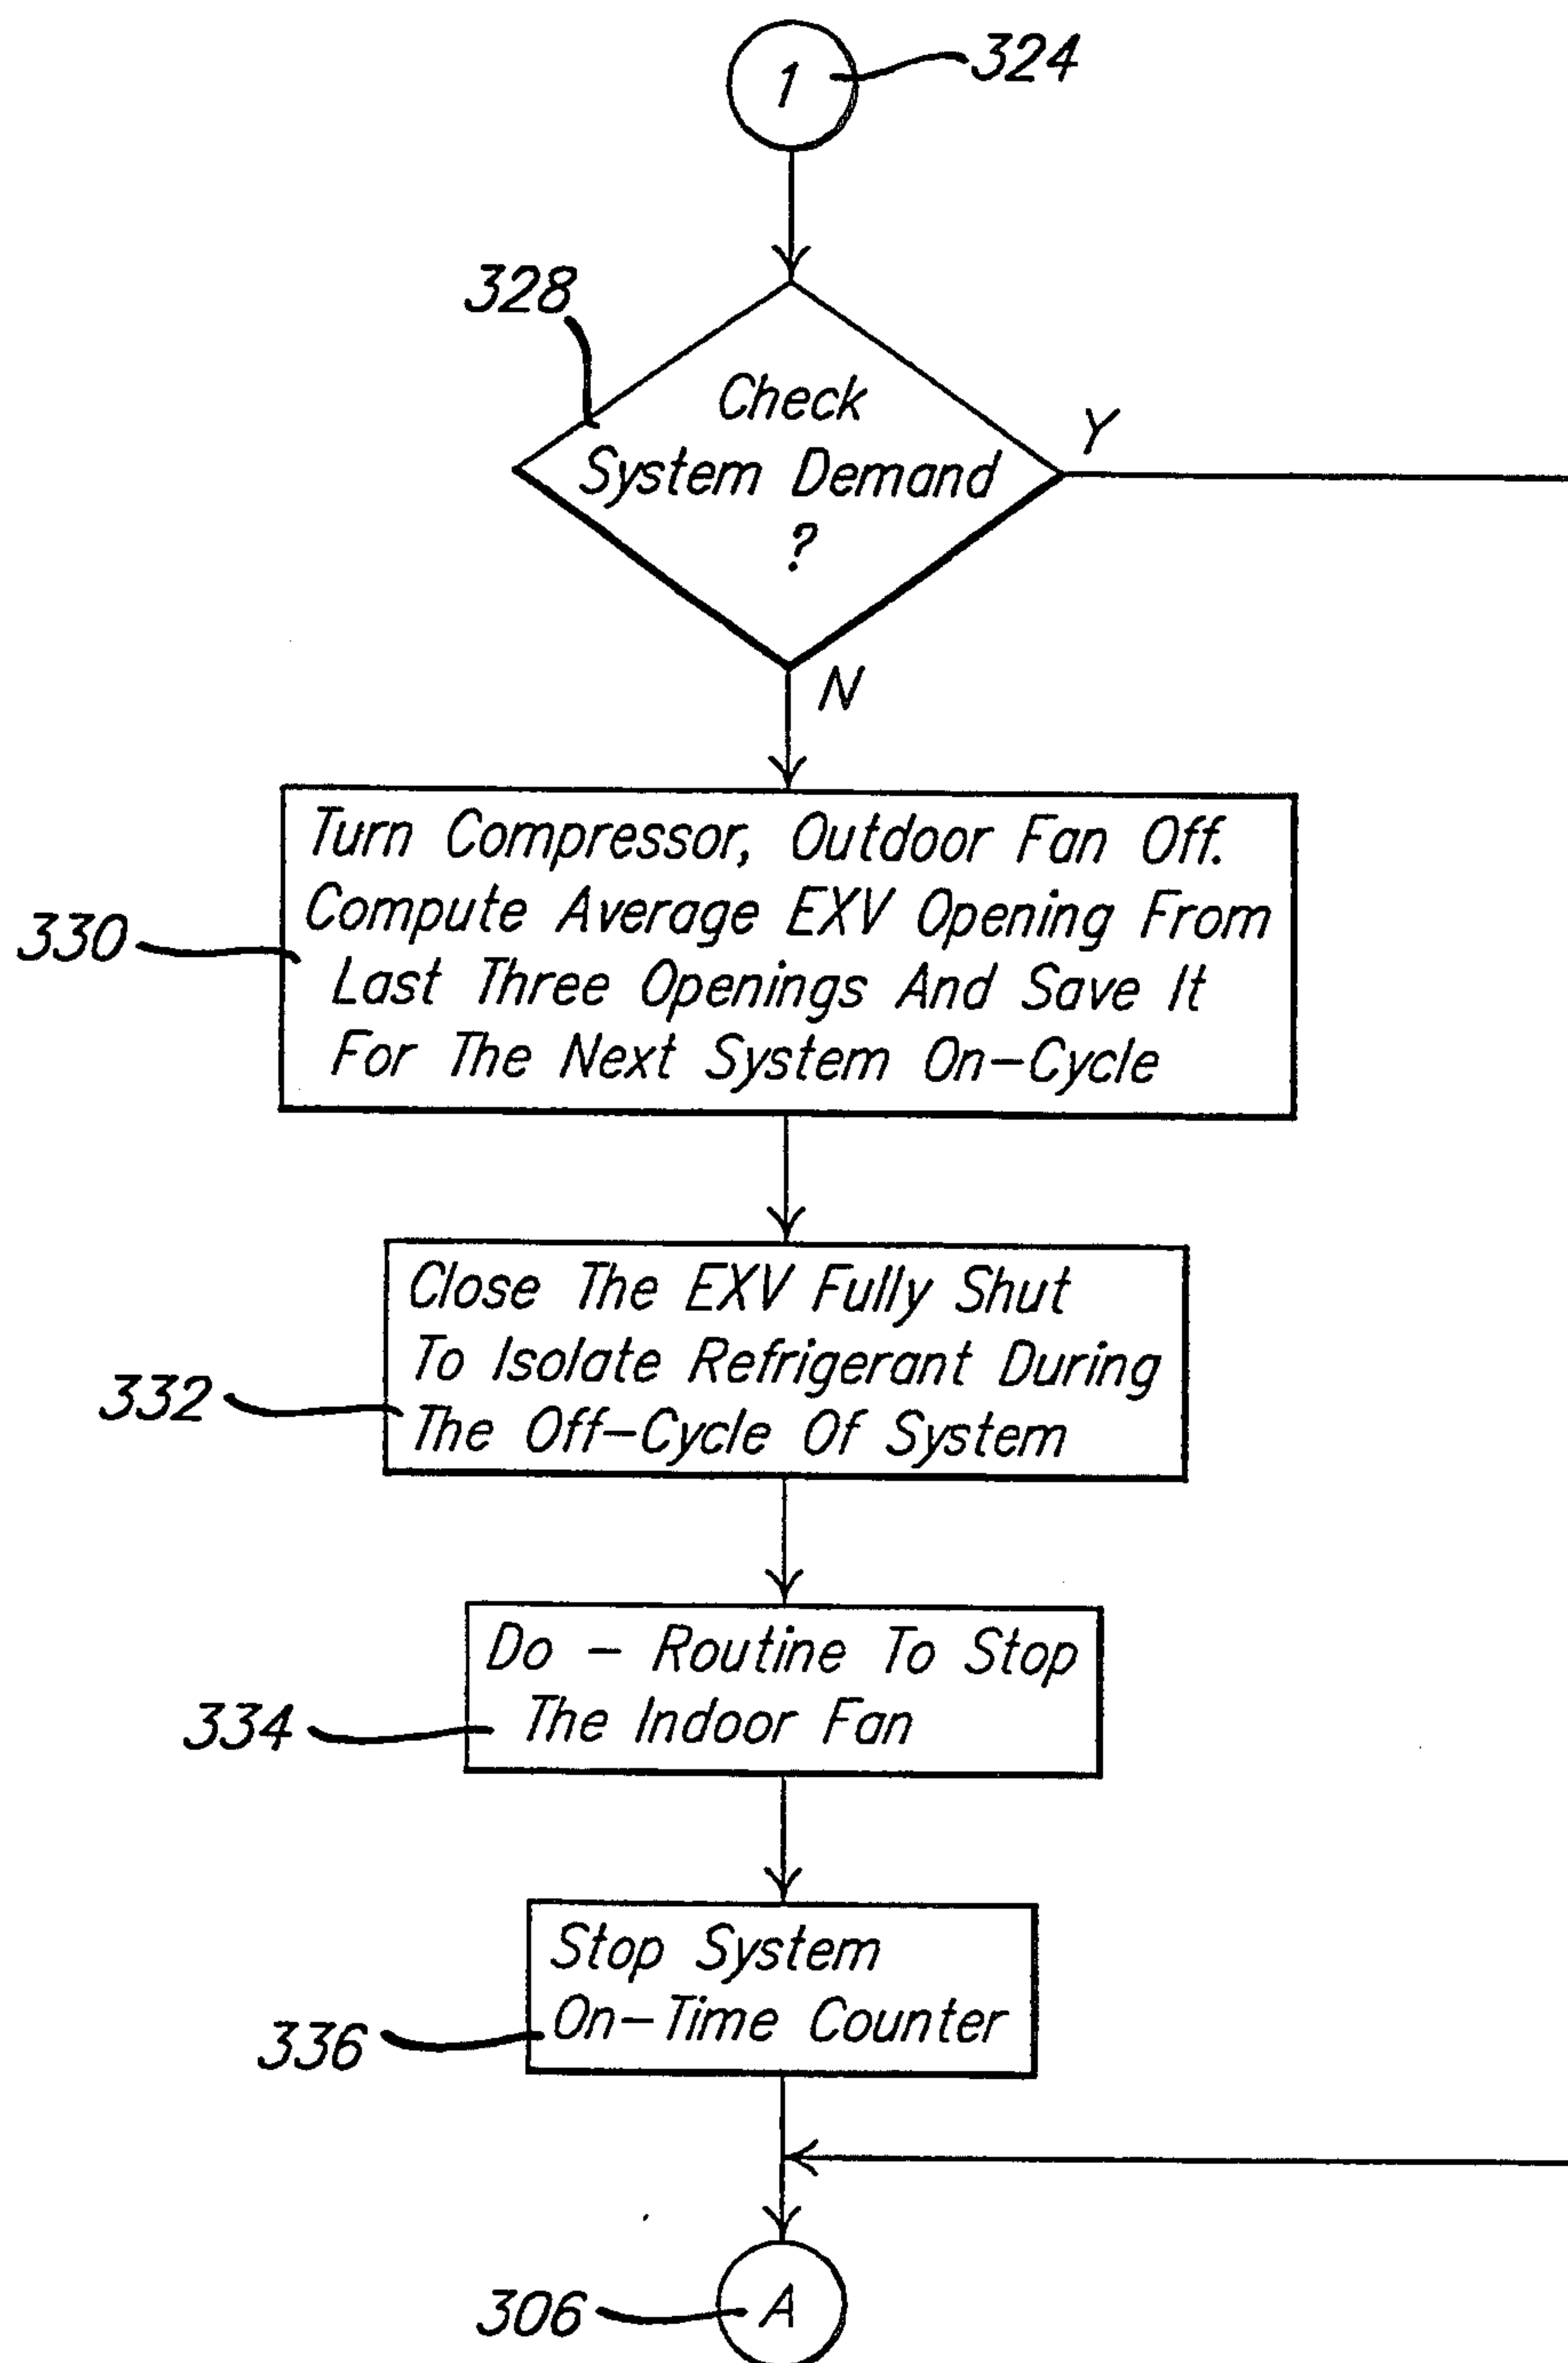 1
324
328
Check
System Demand
?
Y
N
Turn Compressor, Outdoor Fan Off.
Compute Average EXV Opening From
Last Three Openings And Save It
For The Next System On-Cycle
330
Close The EXV Fully Shut
To Isolate Refrigerant During
The Off-Cycle Of System
332
Do - Routine To Stop
The Indoor Fan
334
Stop System
On-Time Counter
336
306
A